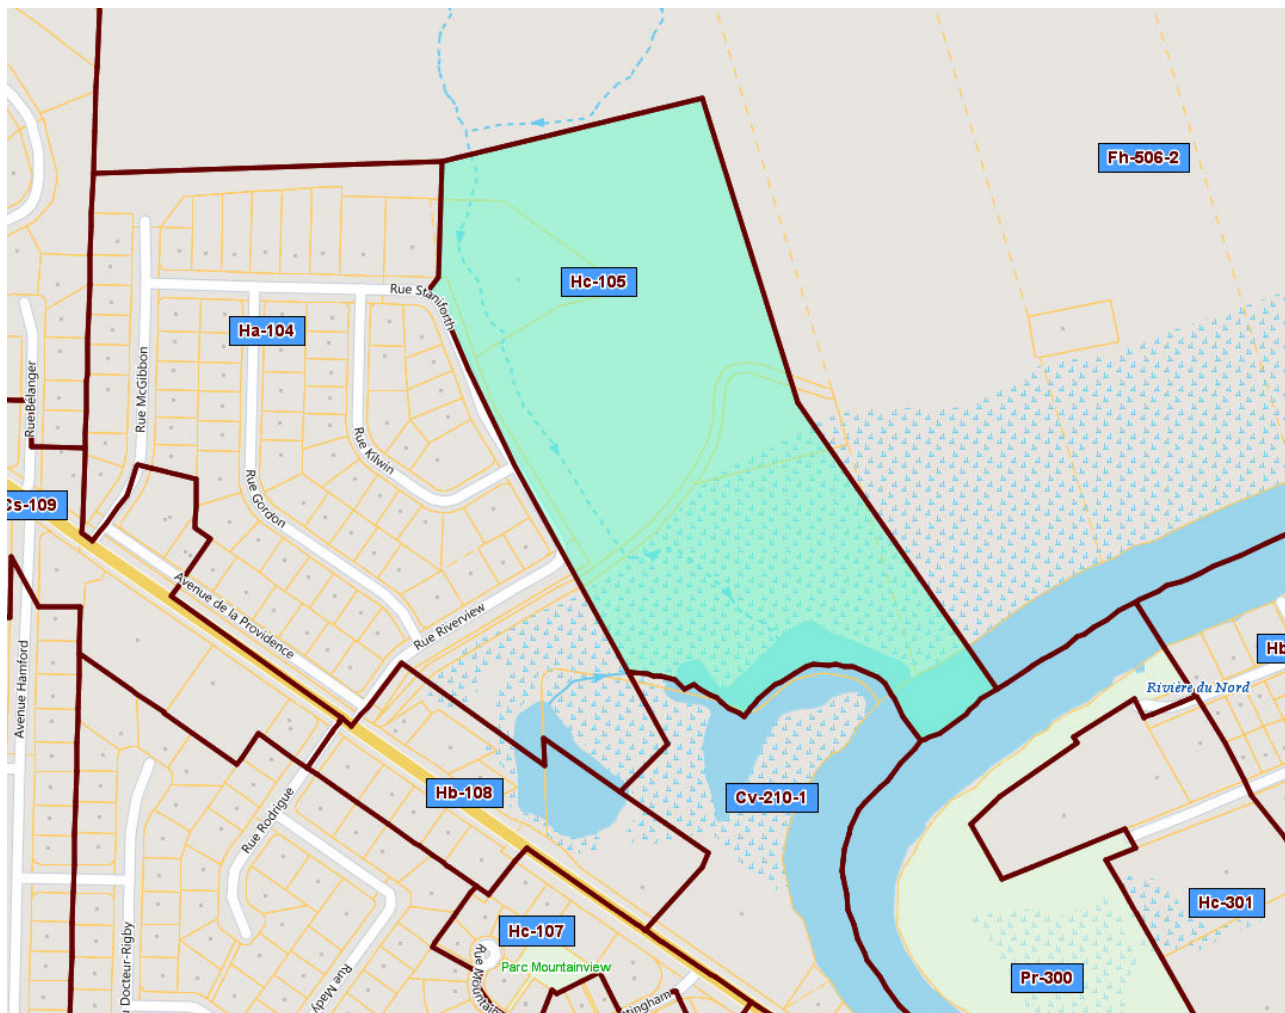 Fh-506-2
Hc-105
Rue Staniforth
Ha-104
Rue Bélanger
Rue McGibbon
Rue Kilwin
Rue Gordon
Cs-109
Avenue de la Providence
Rue Riverview
Avenue Hamford
Hb
Rivière du Nord
Hb-108
Cv-210-1
Rue Rodrigue
Hc-301
Hc-107
u Docteur-Rigby
Rue Mountain
Parc Mountainview
Pr-300
Rue Mady
ttingham